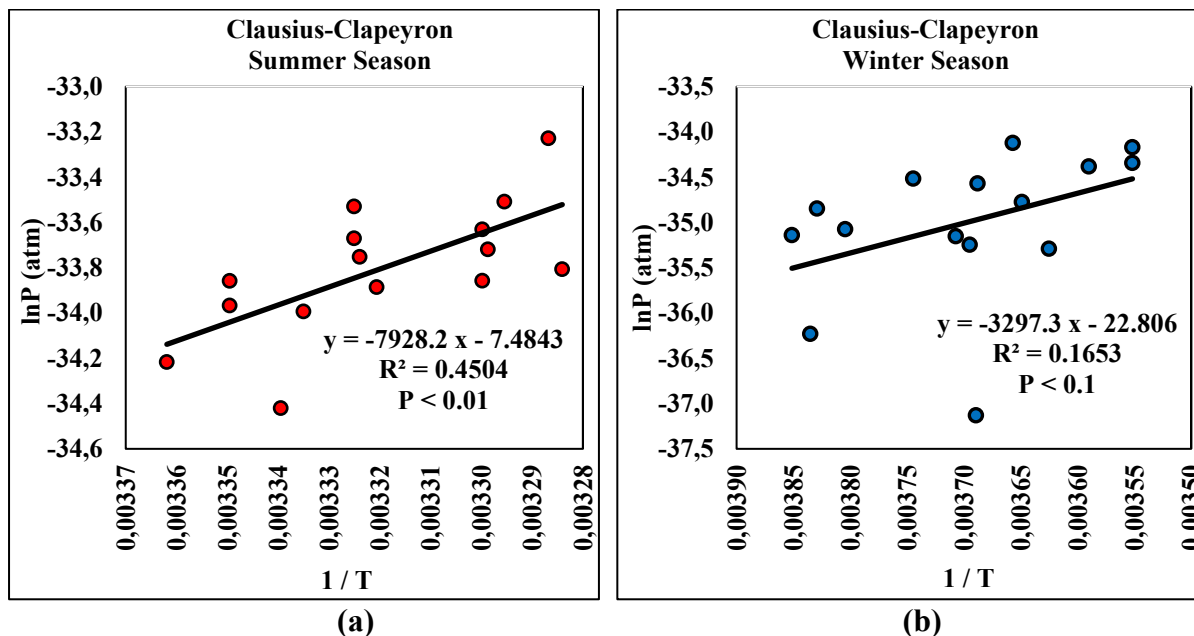 Clausius-Clapeyron
Summer Season
-33,0
-33,2
-33,4
-33,6
-33,8
-34,0
-34,2
-34,4
-34,6
lnP (atm)
y = -7928.2 x - 7.4843
R² = 0.4504
P < 0.01
0,00337
0,00336
0,00335
0,00334
0,00333
0,00332
0,00331
0,00330
0,00329
0,00328
1 / T
(a)
Clausius-Clapeyron
Winter Season
-33,5
-34,0
-34,5
-35,0
-35,5
-36,0
-36,5
-37,0
-37,5
lnP (atm)
y = -3297.3 x - 22.806
R² = 0.1653
P < 0.1
0,00390
0,00385
0,00380
0,00375
0,00370
0,00365
0,00360
0,00355
0,00350
1 / T
(b)